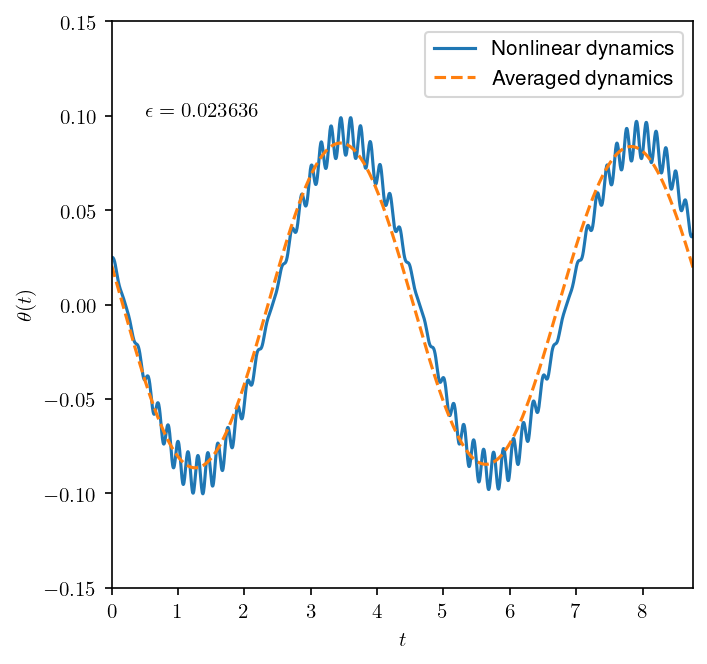 0.15
Nonlinear dynamics
Averaged dynamics
0.10
ϵ = 0.023636
0.05
θ(t)
0.00
−0.05
−0.10
−0.15
0 1 2 3 4 5 6 7 8
t